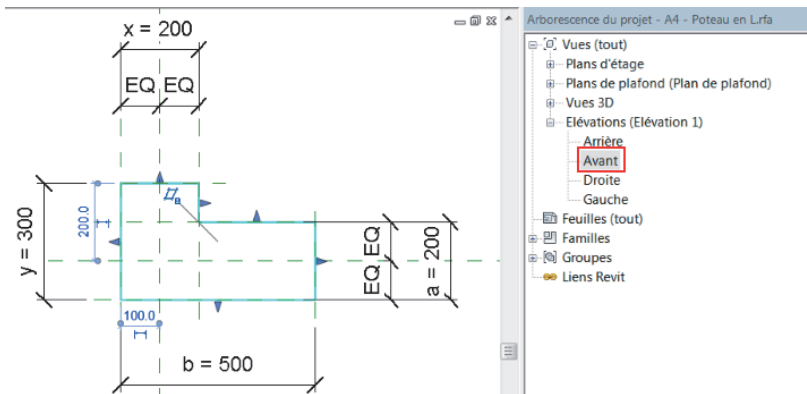 x = 200
EQ EQ
200.0
y = 300
EQ EQ
a = 200
100.0
b = 500
Arborescence du projet - A4 - Poteau en L.rfa
Vues (tout)
Plans d'étage
Plans de plafond (Plan de plafond)
Vues 3D
Elévations (Elévation 1)
Arrière
Avant
Droite
Gauche
Feuilles (tout)
Familles
Groupes
Liens Revit